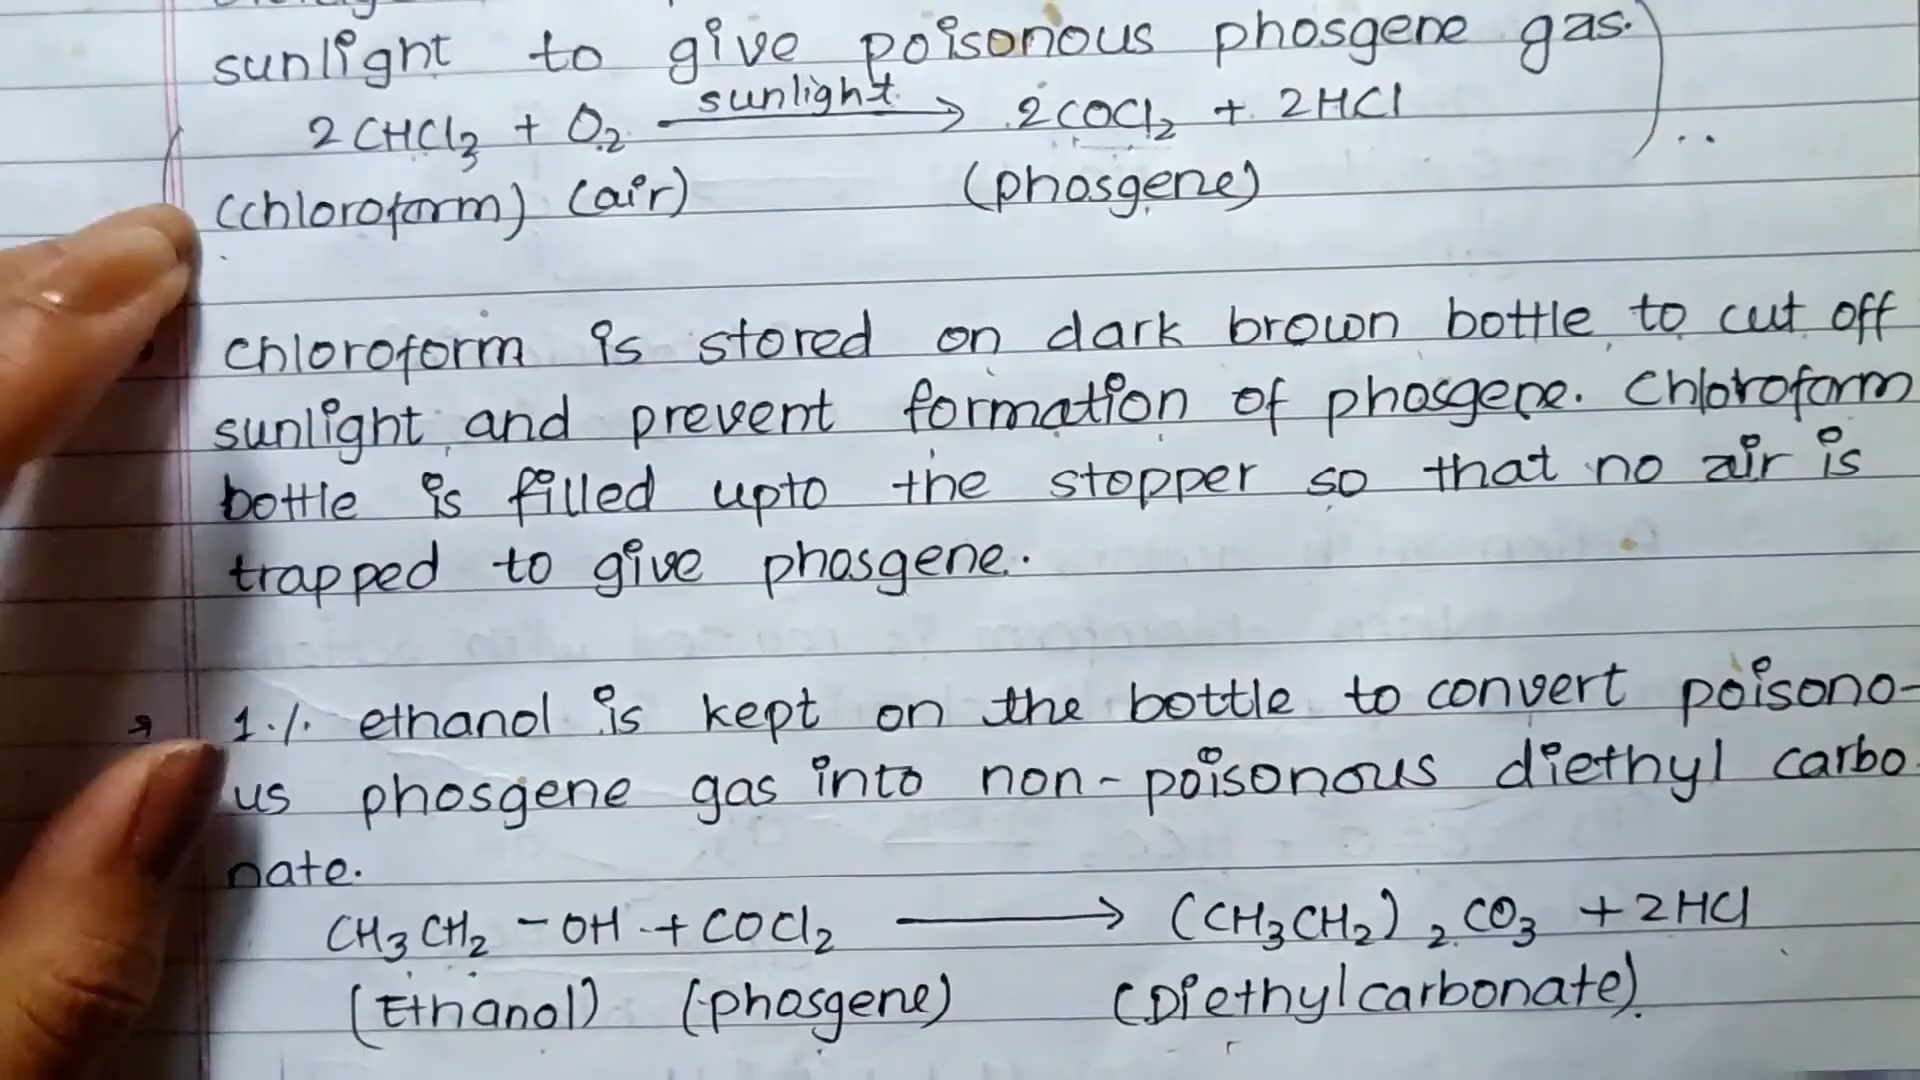 sunlight to give poisonous phosgene gas.
2CHCl3 + O2 sunlight → 2COCl2 + 2HCl
(chloroform) (air) (phosgene)
chloroform is stored on dark brown bottle to cut off
sunlight and prevent formation of phosgene. Chloroform
bottle is filled upto the stopper so that no air is
trapped to give phosgene.
1.% ethanol is kept on the bottle to convert poisono-
us phosgene gas into non-poisonous diethyl carbo
nate.
CH3CH2-OH + COCl2 → (CH3CH2)2CO3 + 2HCl
(Ethanol) (phosgene) (Diethylcarbonate).